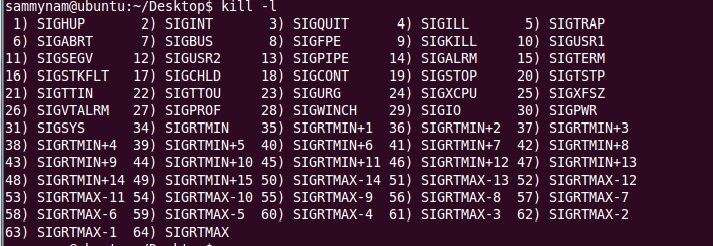 sammynam@ubuntu:~/Desktop$ kill -l
 1) SIGHUP	 2) SIGINT	 3) SIGQUIT	 4) SIGILL	 5) SIGTRAP
 6) SIGABRT	 7) SIGBUS	 8) SIGFPE	 9) SIGKILL	10) SIGUSR1
11) SIGSEGV	12) SIGUSR2	13) SIGPIPE	14) SIGALRM	15) SIGTERM
16) SIGSTKFLT	17) SIGCHLD	18) SIGCONT	19) SIGSTOP	20) SIGTSTP
21) SIGTTIN	22) SIGTTOU	23) SIGURG	24) SIGXCPU	25) SIGXFSZ
26) SIGVTALRM	27) SIGPROF	28) SIGWINCH	29) SIGIO	30) SIGPWR
31) SIGSYS	34) SIGRTMIN	35) SIGRTMIN+1	36) SIGRTMIN+2	37) SIGRTMIN+3
38) SIGRTMIN+4	39) SIGRTMIN+5	40) SIGRTMIN+6	41) SIGRTMIN+7	42) SIGRTMIN+8
43) SIGRTMIN+9	44) SIGRTMIN+10	45) SIGRTMIN+11	46) SIGRTMIN+12	47) SIGRTMIN+13
48) SIGRTMIN+14	49) SIGRTMIN+15	50) SIGRTMAX-14	51) SIGRTMAX-13	52) SIGRTMAX-12
53) SIGRTMAX-11	54) SIGRTMAX-10	55) SIGRTMAX-9	56) SIGRTMAX-8	57) SIGRTMAX-7
58) SIGRTMAX-6	59) SIGRTMAX-5	60) SIGRTMAX-4	61) SIGRTMAX-3	62) SIGRTMAX-2
63) SIGRTMAX-1	64) SIGRTMAX